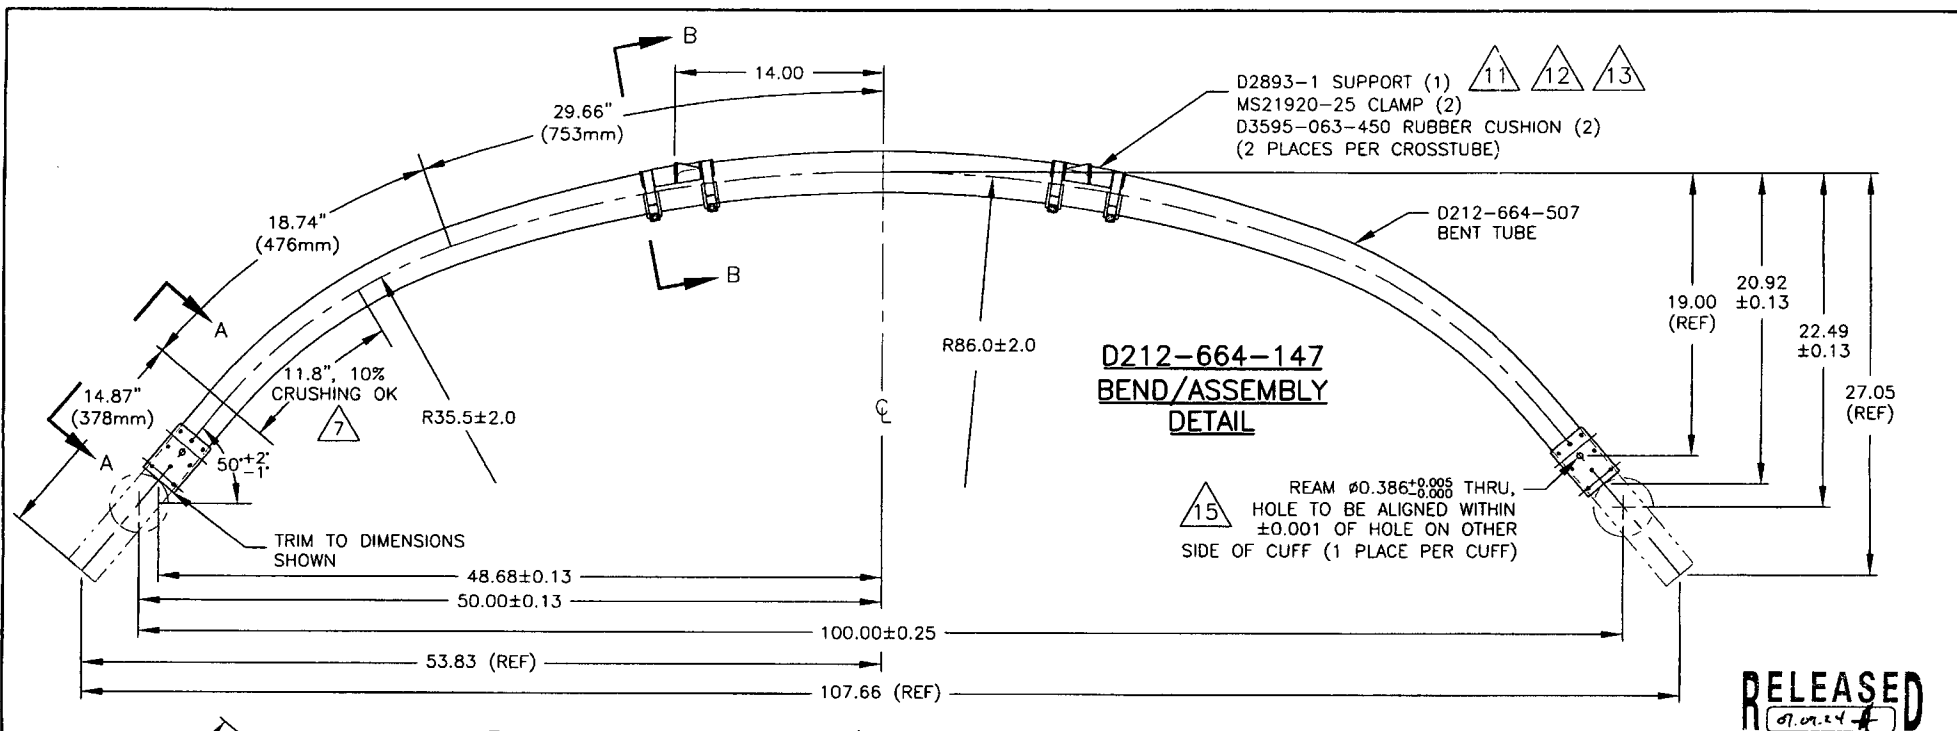 B
14.00
29.66"
(753mm)
D2893-1 SUPPORT (1)
MS21920-25 CLAMP (2)
D3595-063-450 RUBBER CUSHION (2)
(2 PLACES PER CROSSTUBE)
11
12
13
18.74"
(476mm)
D212-664-507
BENT TUBE
B
A
19.00
(REF)
20.92
±0.13
22.49
±0.13
27.05
(REF)
R86.0±2.0
D212-664-147
BEND/ASSEMBLY
DETAIL
11.8", 10%
CRUSHING OK
7
R35.5±2.0
14.87"
(378mm)
A
50°+2°
-1°
℄
15
REAM ø0.386+0.005
-0.000 THRU,
HOLE TO BE ALIGNED WITHIN
±0.001 OF HOLE ON OTHER
SIDE OF CUFF (1 PLACE PER CUFF)
TRIM TO DIMENSIONS
SHOWN
48.68±0.13
50.00±0.13
100.00±0.25
53.83 (REF)
107.66 (REF)
RELEASED